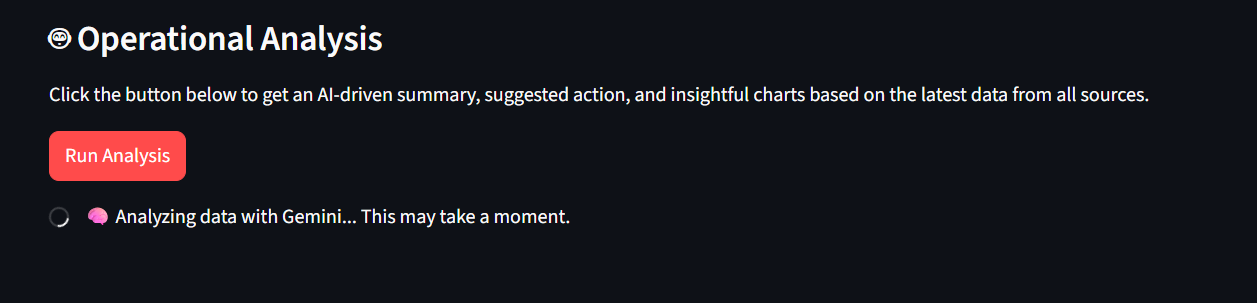 Operational Analysis
Click the button below to get an AI-driven summary, suggested action, and insightful charts based on the latest data from all sources.
Run Analysis
🧠 Analyzing data with Gemini... This may take a moment.